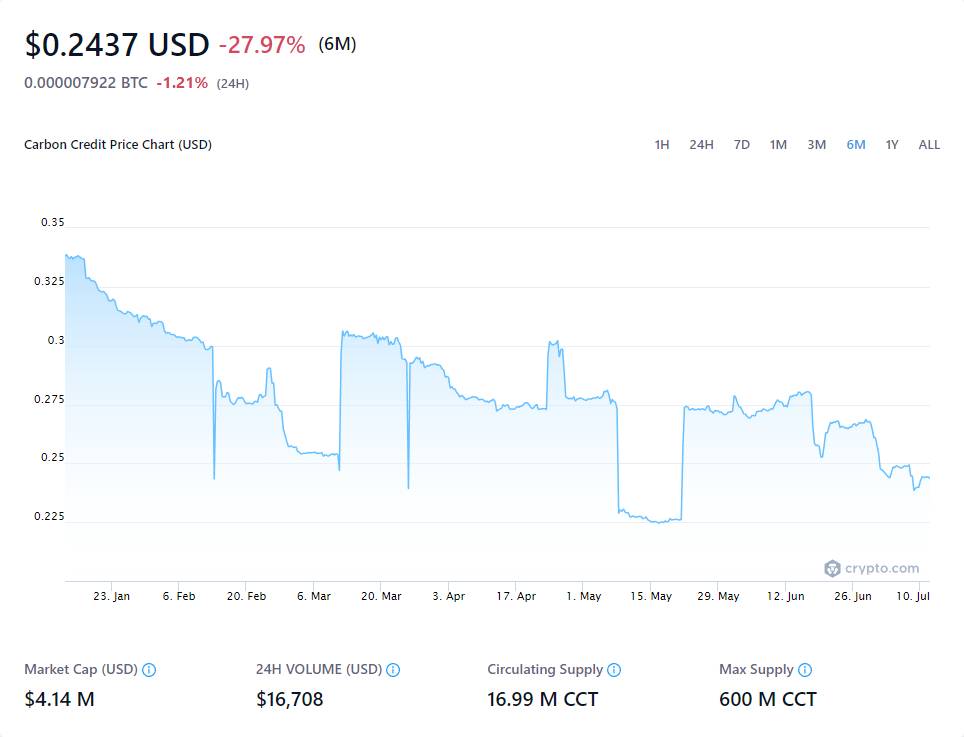 $0.2437 USD -27.97% (6M)
0.000007922 BTC -1.21% (24H)
Carbon Credit Price Chart (USD) 1H 24H 7D 1M 3M 6M 1Y ALL
0.35
0.325
0.3
0.275
0.25
0.225
crypto.com
23. Jan 6. Feb 20. Feb 6. Mar 20. Mar 3. Apr 17. Apr 1. May 15. May 29. May 12. Jun 26. Jun 10. Jul
Market Cap (USD) 24H VOLUME (USD) Circulating Supply Max Supply
$4.14 M $16,708 16.99 M CCT 600 M CCT